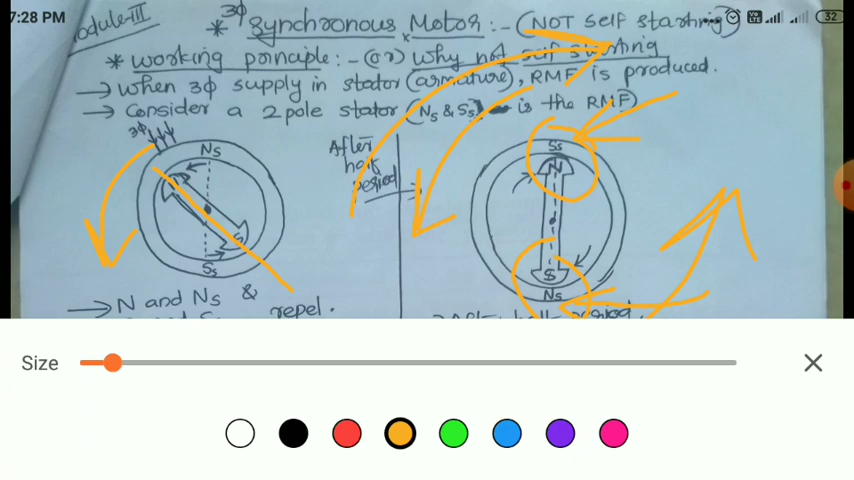 7:28 PM
32
Module-III
* 3Φ Synchronous Motor:- (NOT self starting)
* working principle:- (or) why not self starting
→ When 3Φ supply in stator (armature), RMF is produced.
→ Consider a 2 pole stator (Ns & Ss) is the RMF)
3Φ
Ns
S
Ss
After
half
period
Ss
N
S
Ns
→ N and Ns &
repel.
Size